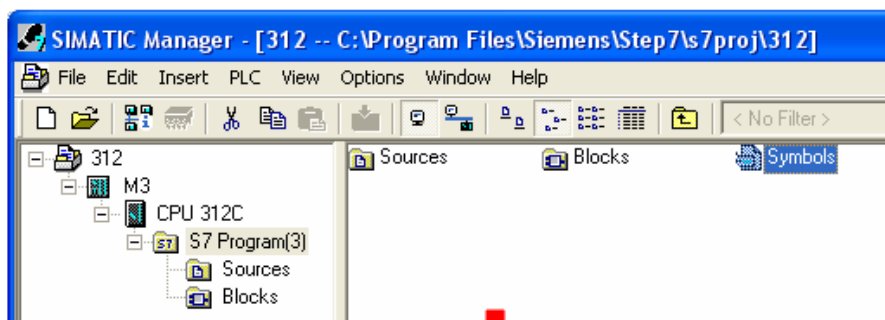 SIMATIC Manager - [312 -- C:\Program Files\Siemens\Step7\s7proj\312]
File Edit Insert PLC View Options Window Help
< No Filter >
312
M3
CPU 312C
S7 Program(3)
Sources
Blocks
Sources Blocks Symbols